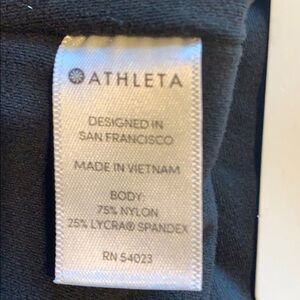 ATHLETA
DESIGNED IN
SAN FRANCISCO
MADE IN VIETNAM
BODY:
75% NYLON
25% LYCRA® SPANDEX
RN 54023